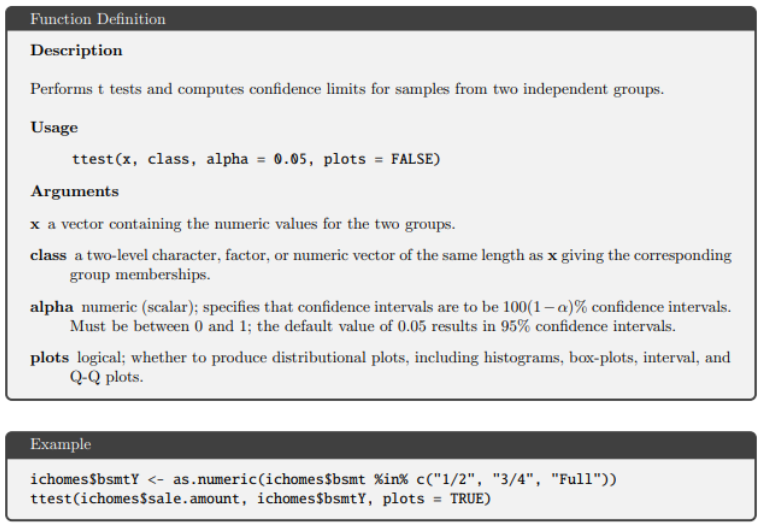 Function Definition
Description
Performs t tests and computes confidence limits for samples from two independent groups.
Usage
ttest(x, class, alpha = 0.05, plots = FALSE)
Arguments
x a vector containing the numeric values for the two groups.
class a two-level character, factor, or numeric vector of the same length as x giving the corresponding
group memberships.
alpha numeric (scalar); specifies that confidence intervals are to be 100(1 − α)% confidence intervals.
Must be between 0 and 1; the default value of 0.05 results in 95% confidence intervals.
plots logical; whether to produce distributional plots, including histograms, box-plots, interval, and
Q-Q plots.
Example
ichomes$bsmtY <- as.numeric(ichomes$bsmt %in% c("1/2", "3/4", "Full"))
ttest(ichomes$sale.amount, ichomes$bsmtY, plots = TRUE)